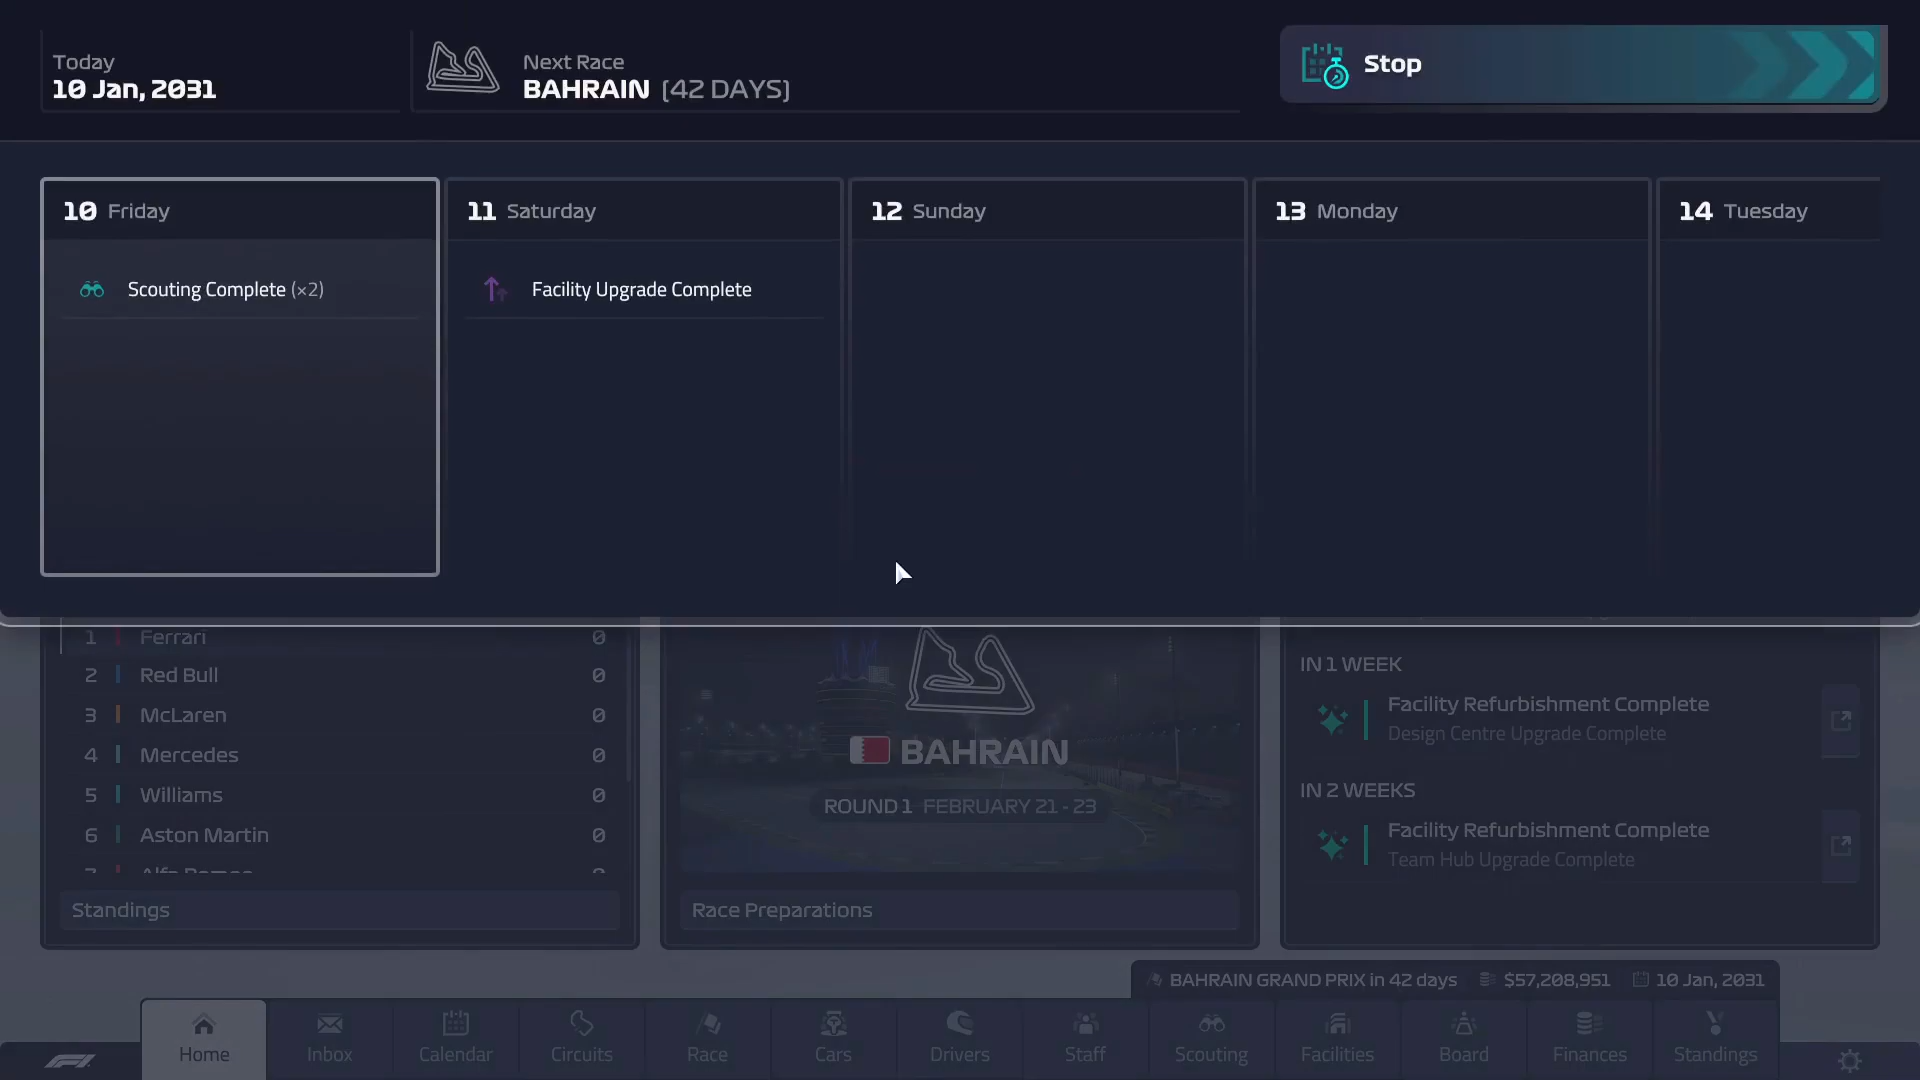 Today
10 Jan, 2031
Next Race
BAHRAIN [42 DAYS]
Stop
10 Friday
11 Saturday
12 Sunday
13 Monday
14 Tuesday
Scouting Complete (×2)
Facility Upgrade Complete
1 Ferrari 0
2 Red Bull 0
3 McLaren 0
4 Mercedes 0
5 Williams 0
6 Aston Martin 0
Standings
BAHRAIN
ROUND 1 FEBRUARY 21 - 23
Race Preparations
IN 1 WEEK
Facility Refurbishment Complete
Design Centre Upgrade Complete
IN 2 WEEKS
Facility Refurbishment Complete
Team Hub Upgrade Complete
BAHRAIN GRAND PRIX in 42 days $57,208,951 10 Jan, 2031
Home
Inbox
Calendar
Circuits
Race
Cars
Drivers
Staff
Scouting
Facilities
Board
Finances
Standings